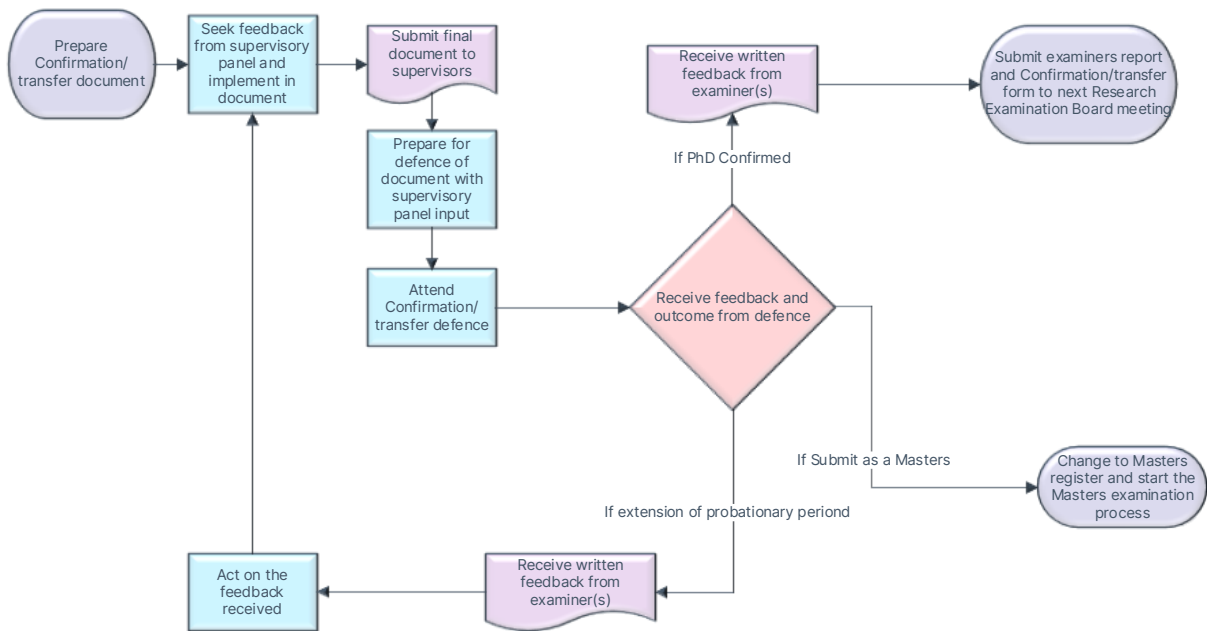 Prepare
Confirmation/
transfer document
Seek feedback
from supervisory
panel and
implement in
document
Submit final
document to
supervisors
Prepare for
defence of
document with
supervisory
panel input
Attend
Confirmation/
transfer defence
Receive feedback and
outcome from defence
If PhD Confirmed
Receive written
feedback from
examiner(s)
Submit examiners report
and Confirmation/transfer
form to next Research
Examination Board meeting
If Submit as a Masters
Change to Masters
register and start the
Masters examination
process
If extension of probationary periond
Receive written
feedback from
examiner(s)
Act on the
feedback
received